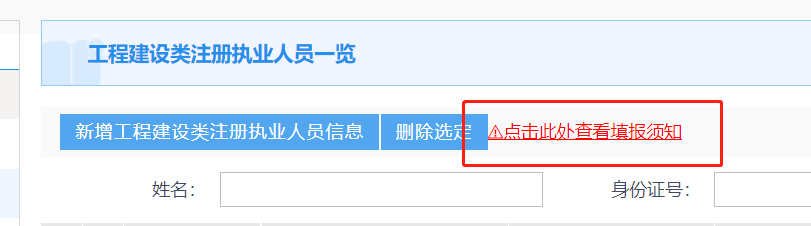 工程建设类注册执业人员一览
新增工程建设类注册执业人员信息 删除选定 ⚠点击此处查看填报须知
姓名： 身份证号：